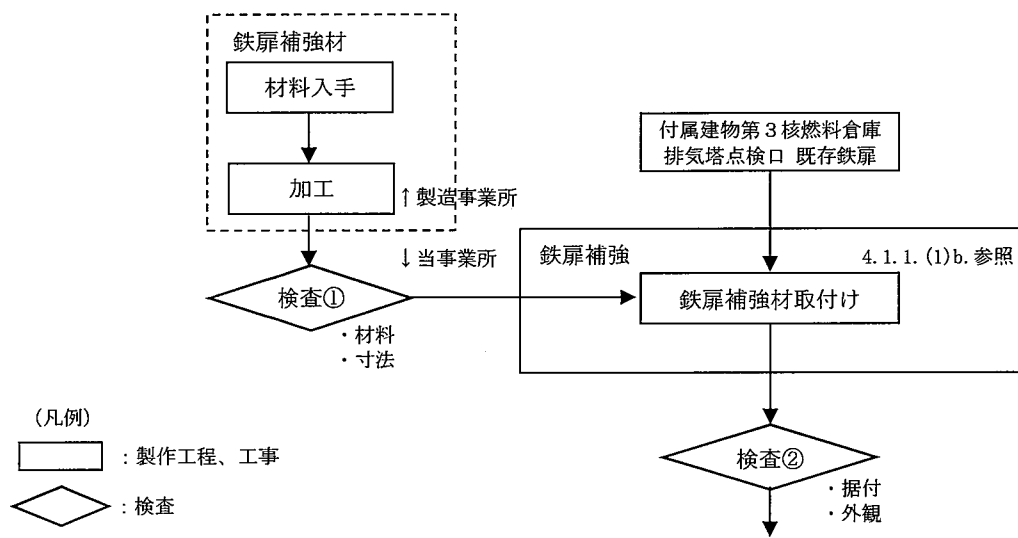 鉄扉補強材
材料入手
加工
↑製造事業所
↓当事業所
検査①
・材料
・寸法
付属建物第3核燃料倉庫
排気塔点検口 既存鉄扉
鉄扉補強
4.1.1.(1)b.参照
鉄扉補強材取付け
検査②
・据付
・外観
(凡例)
:製作工程、工事
:検査